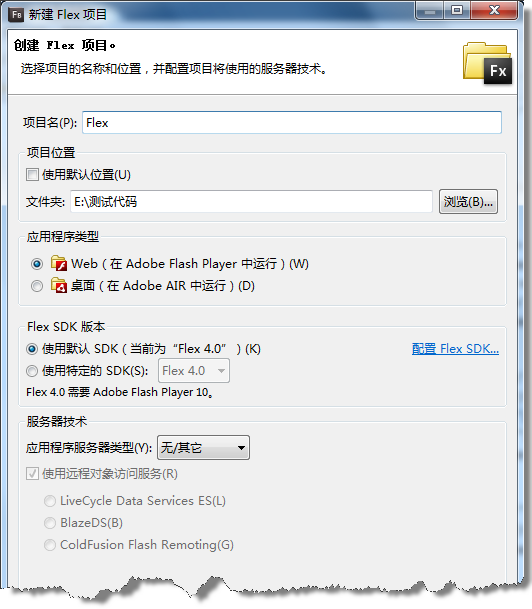 Fb 新建 Flex 项目
创建 Flex 项目。
选择项目的名称和位置，并配置项目将使用的服务器技术。
Fx
项目名(P): Flex
项目位置
使用默认位置(U)
文件夹: E:\测试代码 浏览(B)...
应用程序类型
Web（在 Adobe Flash Player 中运行）(W)
桌面（在 Adobe AIR 中运行）(D)
Flex SDK 版本
使用默认 SDK（当前为“Flex 4.0”）(K) 配置 Flex SDK...
使用特定的 SDK(S): Flex 4.0
Flex 4.0 需要 Adobe Flash Player 10。
服务器技术
应用程序服务器类型(Y): 无/其它
使用远程对象访问服务(R)
LiveCycle Data Services ES(L)
BlazeDS(B)
ColdFusion Flash Remoting(G)